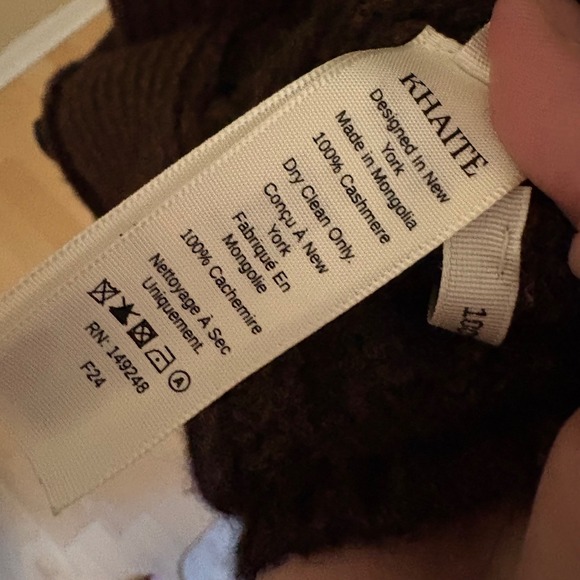 KHAITE
Designed In New
York
Made in Mongolia
100% Cashmere
Dry Clean Only.
Conçu À New
York
Fabriqué En
Mongolie
100% Cachemire
Nettoyage À Sec
Uniquement
A
RN: 149248
F24